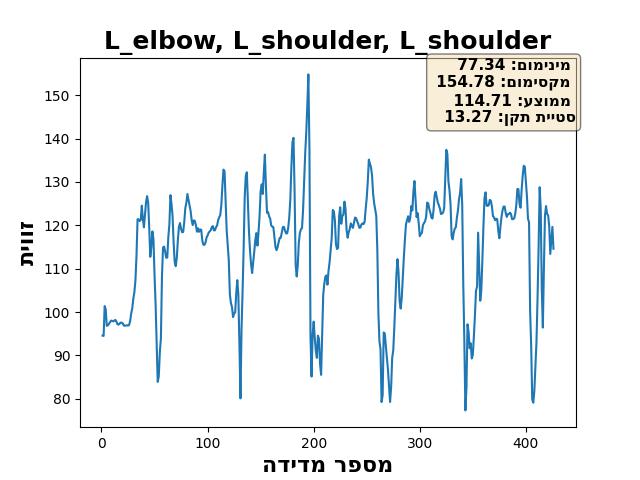 L_elbow, L_shoulder, L_shoulder
מינימום: 77.34
מקסימום: 154.78
ממוצע: 114.71
סטיית תקן: 13.27
150
140
130
120
110
100
90
80
זווית
0 100 200 300 400
מספר מדידה